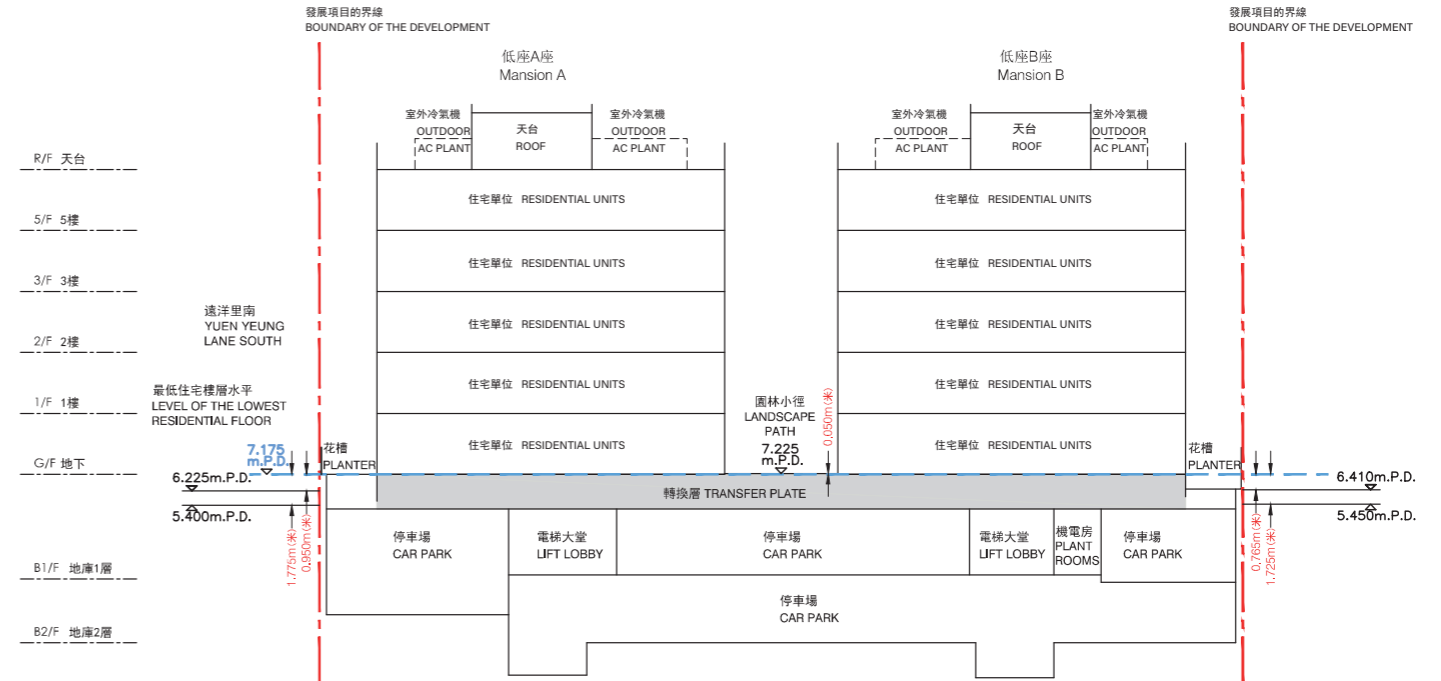 發展項目的界線
BOUNDARY OF THE DEVELOPMENT
發展項目的界線
BOUNDARY OF THE DEVELOPMENT
低座A座
Mansion A
低座B座
Mansion B
室外冷氣機
OUTDOOR
AC PLANT
天台
ROOF
室外冷氣機
OUTDOOR
AC PLANT
室外冷氣機
OUTDOOR
AC PLANT
天台
ROOF
室外冷氣機
OUTDOOR
AC PLANT
R/F 天台
住宅單位 RESIDENTIAL UNITS
住宅單位 RESIDENTIAL UNITS
5/F 5樓
住宅單位 RESIDENTIAL UNITS
住宅單位 RESIDENTIAL UNITS
3/F 3樓
遠洋里南
YUEN YEUNG
LANE SOUTH
住宅單位 RESIDENTIAL UNITS
住宅單位 RESIDENTIAL UNITS
2/F 2樓
住宅單位 RESIDENTIAL UNITS
住宅單位 RESIDENTIAL UNITS
1/F 1樓
最低住宅樓層水平
LEVEL OF THE LOWEST
RESIDENTIAL FLOOR
7.175
m.P.D.
花槽
PLANTER
住宅單位 RESIDENTIAL UNITS
園林小徑
LANDSCAPE
PATH
7.225
m.P.D.
0.050m(米)
住宅單位 RESIDENTIAL UNITS
花槽
PLANTER
G/F 地下
6.225m.P.D.
5.400m.P.D.
1.775m(米)
0.950m(米)
轉換層 TRANSFER PLATE
6.410m.P.D.
5.450m.P.D.
0.765m(米)
1.725m(米)
停車場
CAR PARK
電梯大堂
LIFT LOBBY
停車場
CAR PARK
電梯大堂
LIFT LOBBY
機電房
PLANT
ROOMS
停車場
CAR PARK
B1/F 地庫1層
停車場
CAR PARK
B2/F 地庫2層